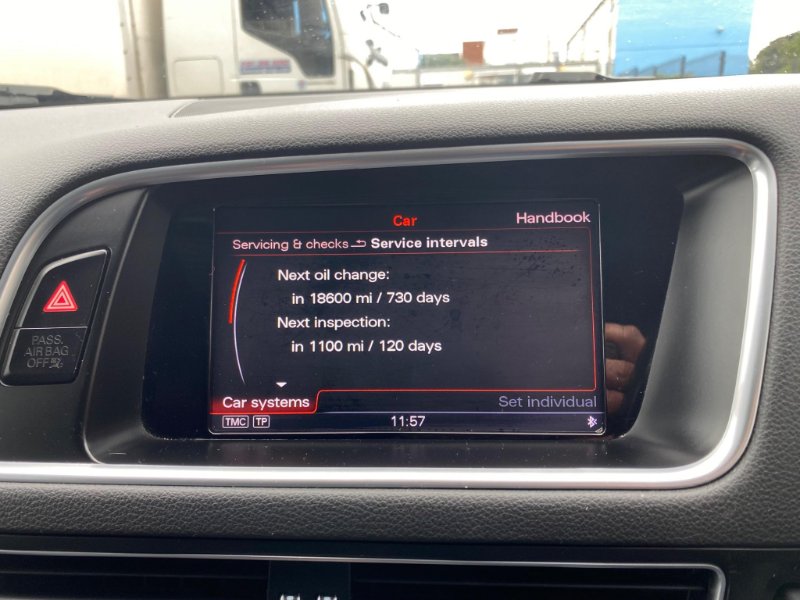 Car
Handbook
Servicing & checks Service intervals
Next oil change:
in 18600 mi / 730 days
Next inspection:
in 1100 mi / 120 days
PASS.
AIR BAG
OFF
Car systems
Set individual
TMC TP
11:57